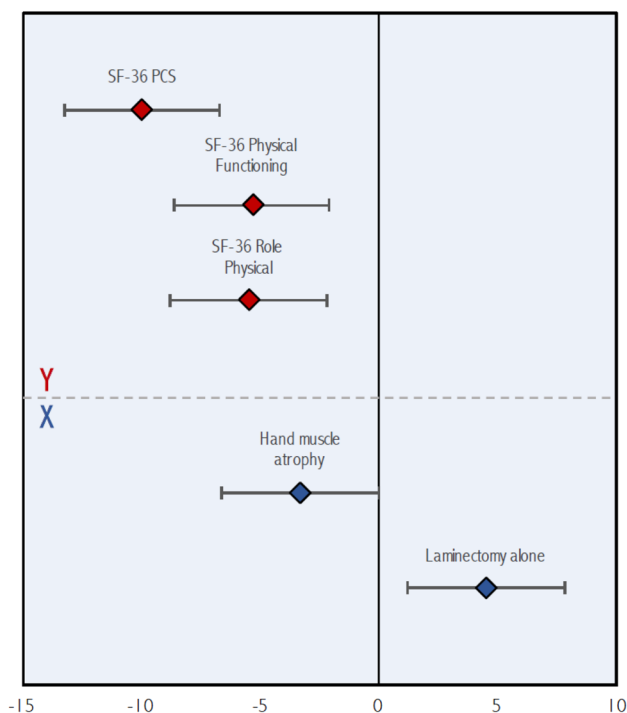 SF-36 PCS
SF-36 Physical
Functioning
SF-36 Role
Physical
Y
X
Hand muscle
atrophy
Laminectomy alone
-15 -10 -5 0 5 10